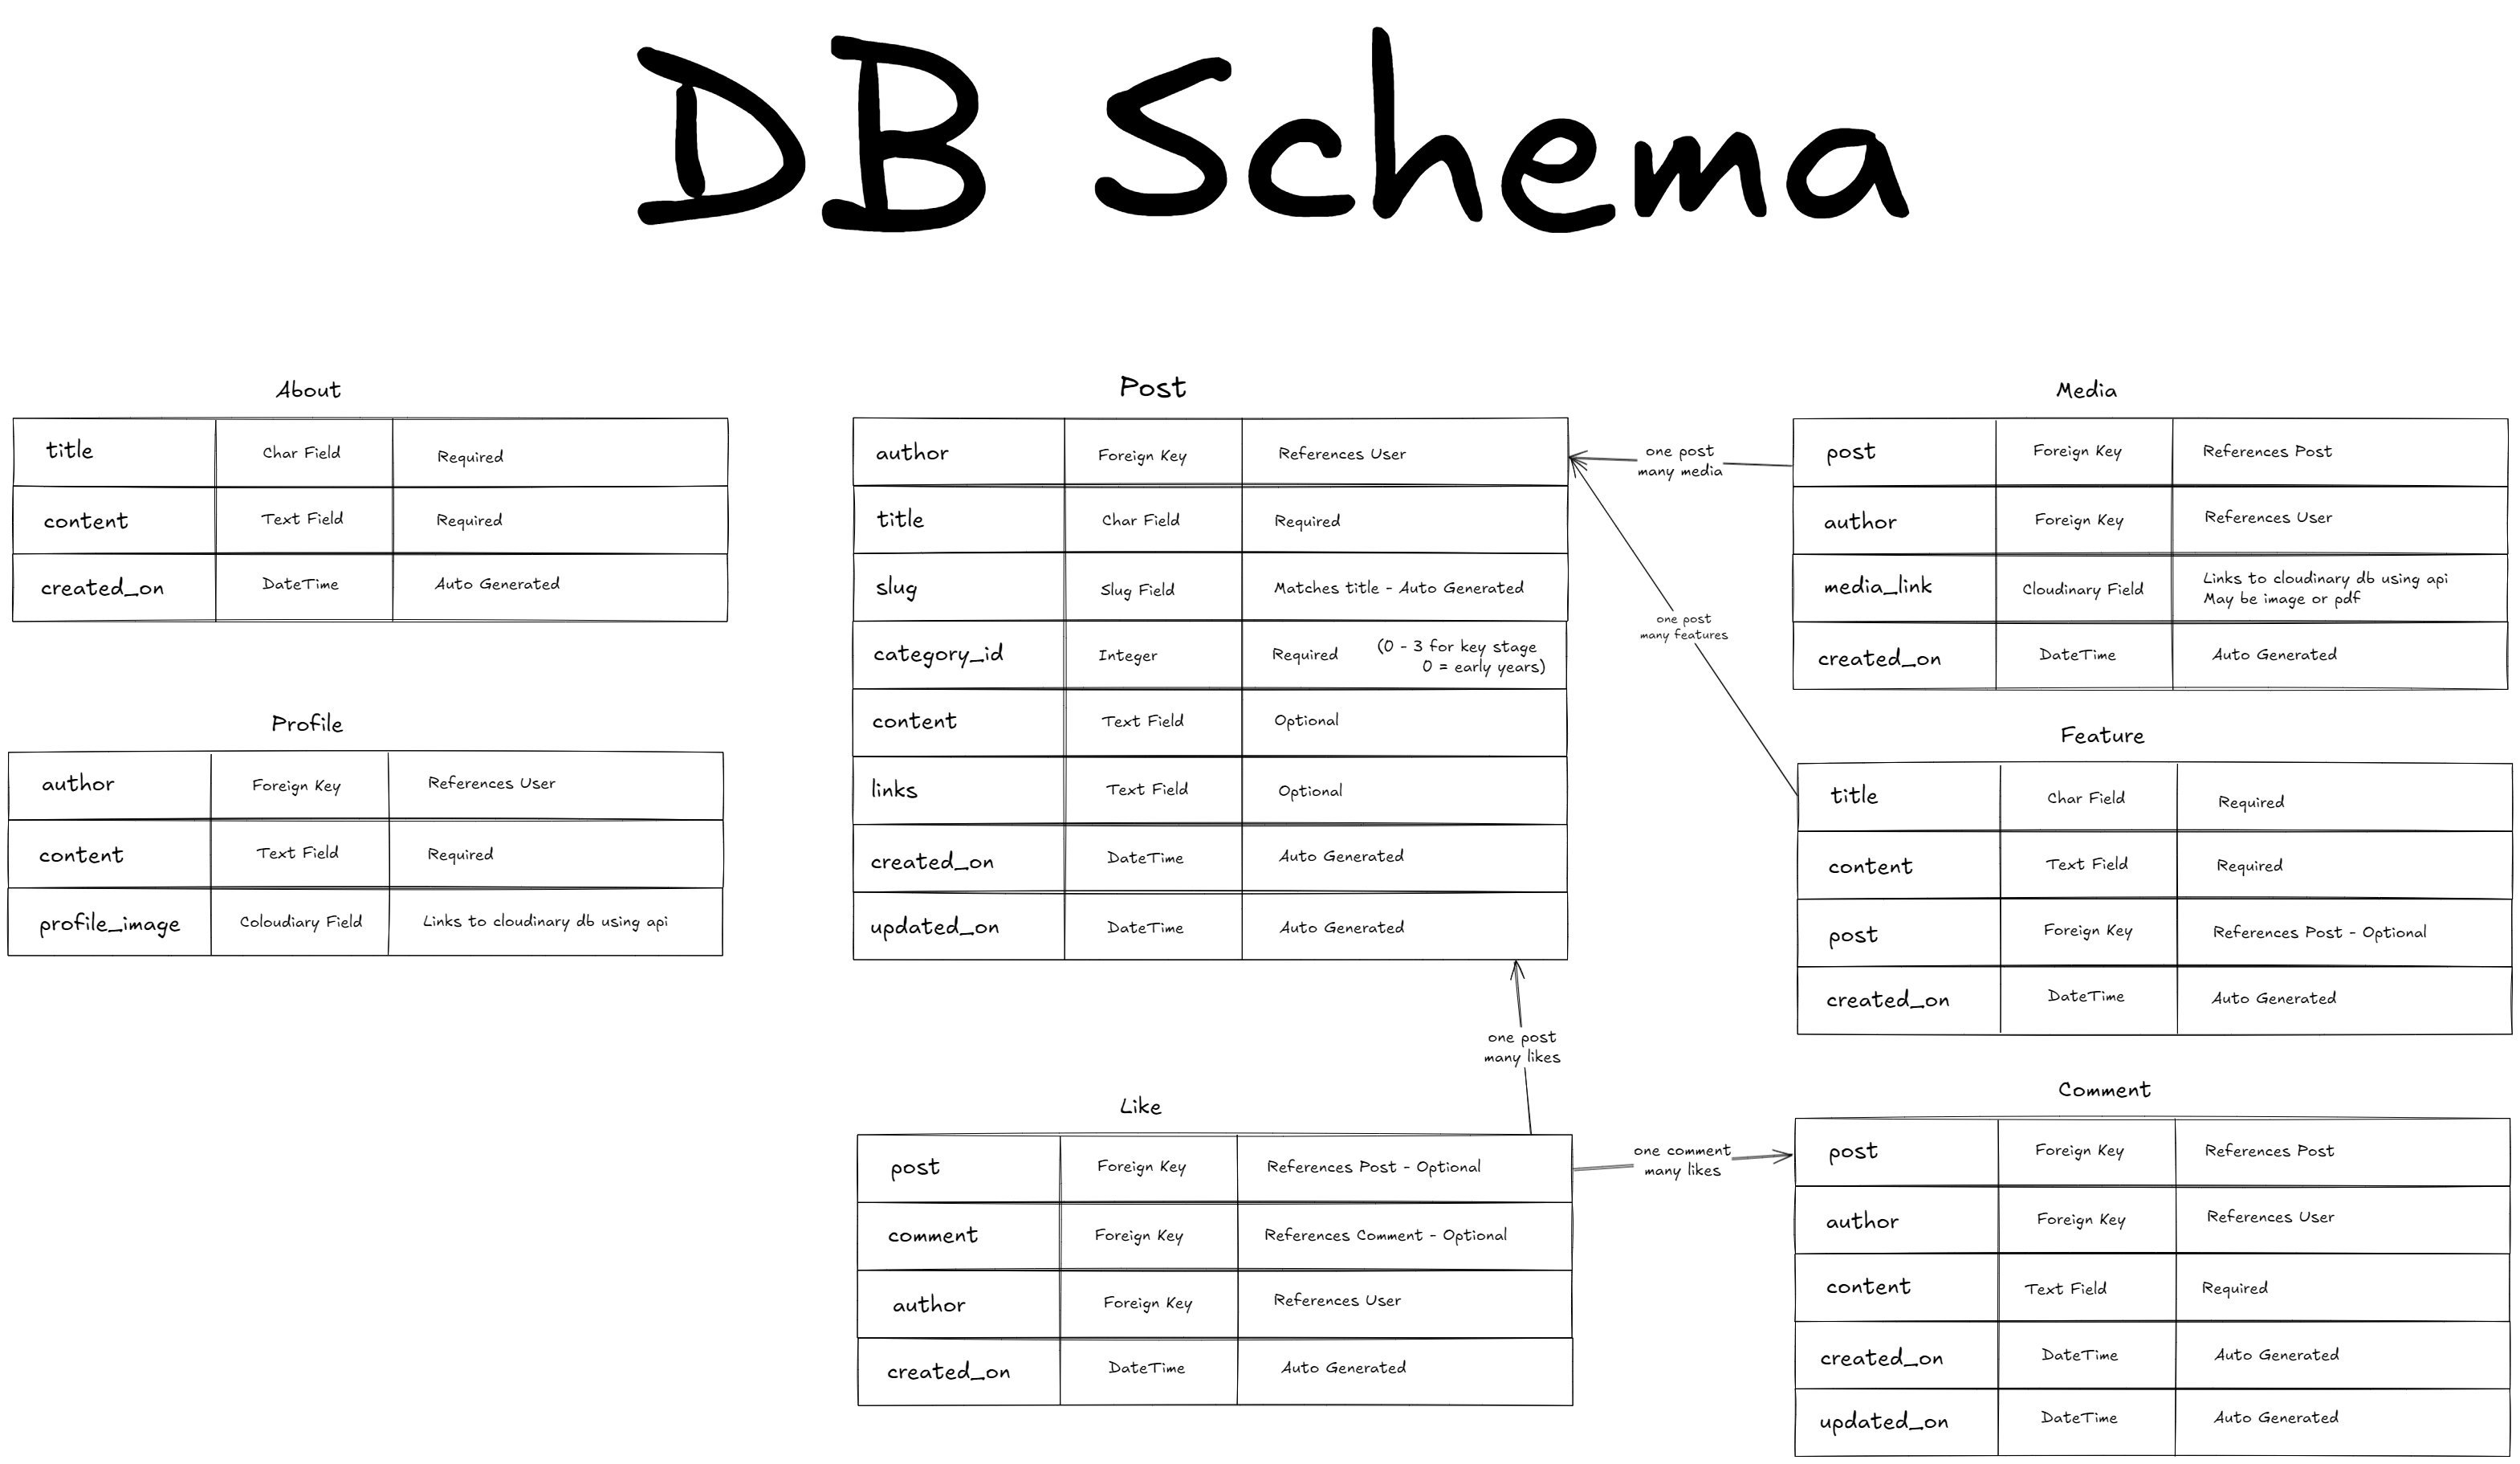 DB Schema
About
title
Char Field
Required
content
Text Field
Required
created_on
DateTime
Auto Generated
Profile
author
Foreign Key
References User
content
Text Field
Required
profile_image
Coloudiary Field
Links to cloudinary db using api
Post
author
Foreign Key
References User
title
Char Field
Required
slug
Slug Field
Matches title - Auto Generated
category_id
Integer
Required
(0 - 3 for key stage
0 = early years)
content
Text Field
Optional
links
Text Field
Optional
created_on
DateTime
Auto Generated
updated_on
DateTime
Auto Generated
one post
many media
one post
many features
one post
many likes
Like
post
Foreign Key
References Post - Optional
comment
Foreign Key
References Comment - Optional
author
Foreign Key
References User
created_on
DateTime
Auto Generated
one comment
many likes
Media
post
Foreign Key
References Post
author
Foreign Key
References User
media_link
Cloudinary Field
Links to cloudinary db using api
May be image or pdf
created_on
DateTime
Auto Generated
Feature
title
Char Field
Required
content
Text Field
Required
post
Foreign Key
References Post - Optional
created_on
DateTime
Auto Generated
Comment
post
Foreign Key
References Post
author
Foreign Key
References User
content
Text Field
Required
created_on
DateTime
Auto Generated
updated_on
DateTime
Auto Generated